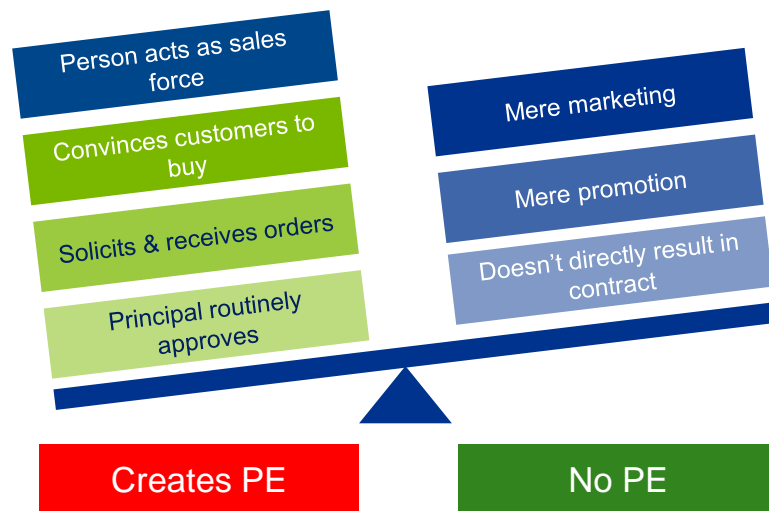 Person acts as sales
force
Convinces customers to
buy
Solicits & receives orders
Principal routinely
approves
Mere marketing
Mere promotion
Doesn’t directly result in
contract
Creates PE
No PE